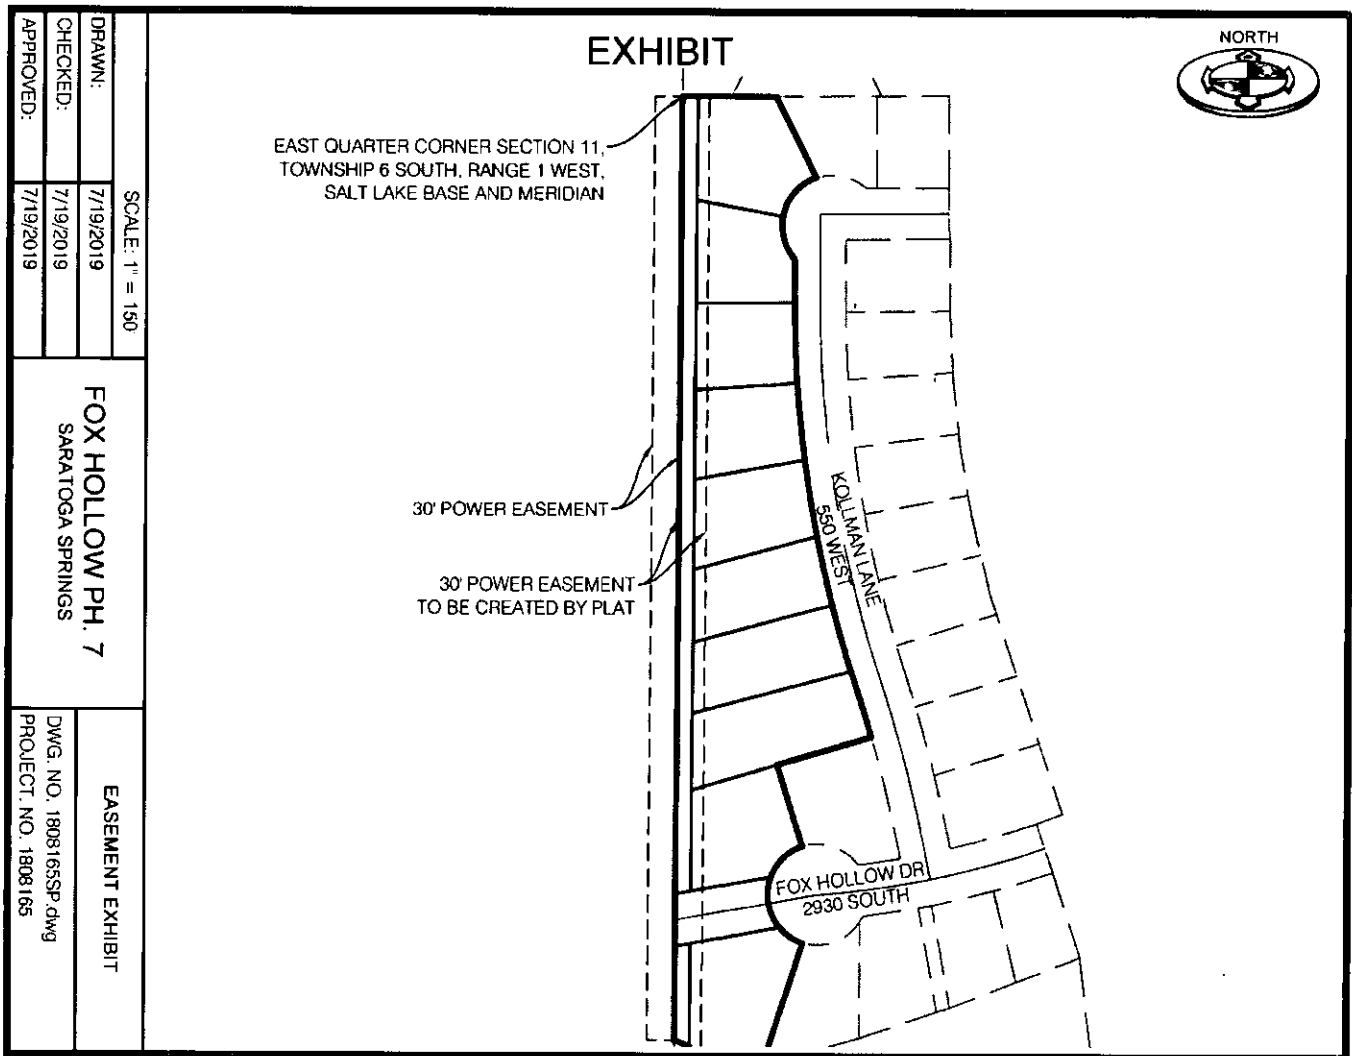 EXHIBIT
NORTH
EAST QUARTER CORNER SECTION 11,
TOWNSHIP 6 SOUTH, RANGE 1 WEST,
SALT LAKE BASE AND MERIDIAN
30' POWER EASEMENT
30' POWER EASEMENT
TO BE CREATED BY PLAT
KOLLMAN LANE
550 WEST
FOX HOLLOW DR
2930 SOUTH
SCALE: 1" = 150
DRAWN: 7/19/2019
CHECKED: 7/19/2019
APPROVED: 7/19/2019
FOX HOLLOW PH. 7
SARATOGA SPRINGS
EASEMENT EXHIBIT
DWG. NO. 1808165SP.dwg
PROJECT. NO. 1808165